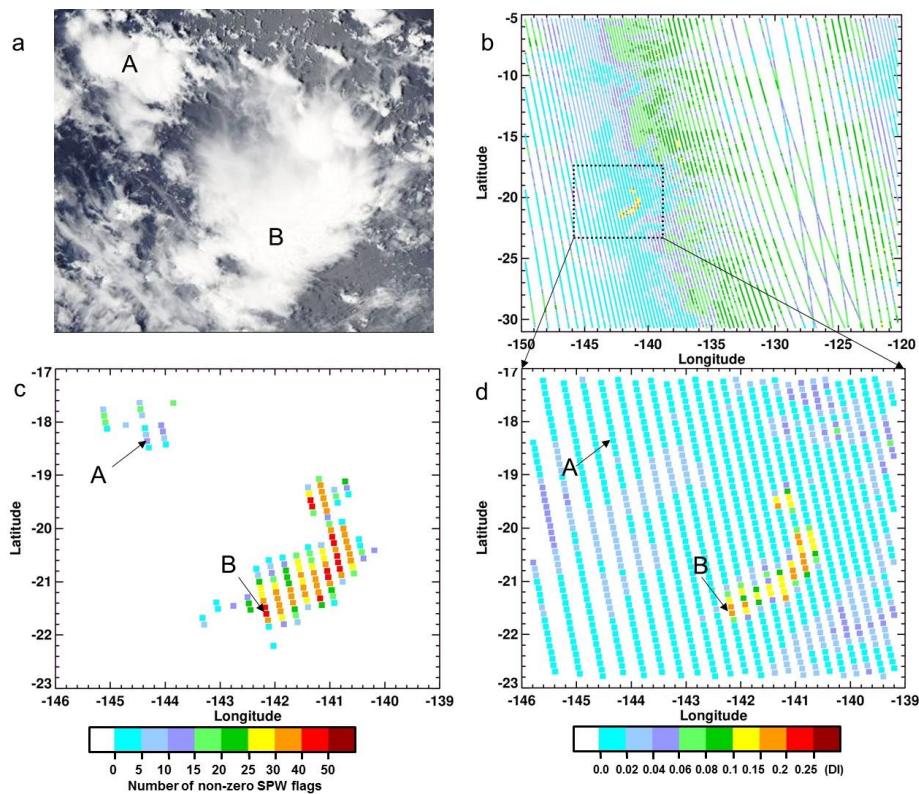 a
A
B
b
-5
-10
-15
-20
-25
-30
Latitude
-150 -145 -140 -135 -130 -125 -120
Longitude
c
-17
-18
-19
-20
-21
-22
-23
Latitude
A
B
-146 -145 -144 -143 -142 -141 -140 -139
Longitude
0 5 10 15 20 25 30 40 50
Number of non-zero SPW flags
d
-17
-18
-19
-20
-21
-22
-23
Latitude
A
B
-146 -145 -144 -143 -142 -141 -140 -139
Longitude
0.0 0.02 0.04 0.06 0.08 0.1 0.15 0.2 0.25 (DI)